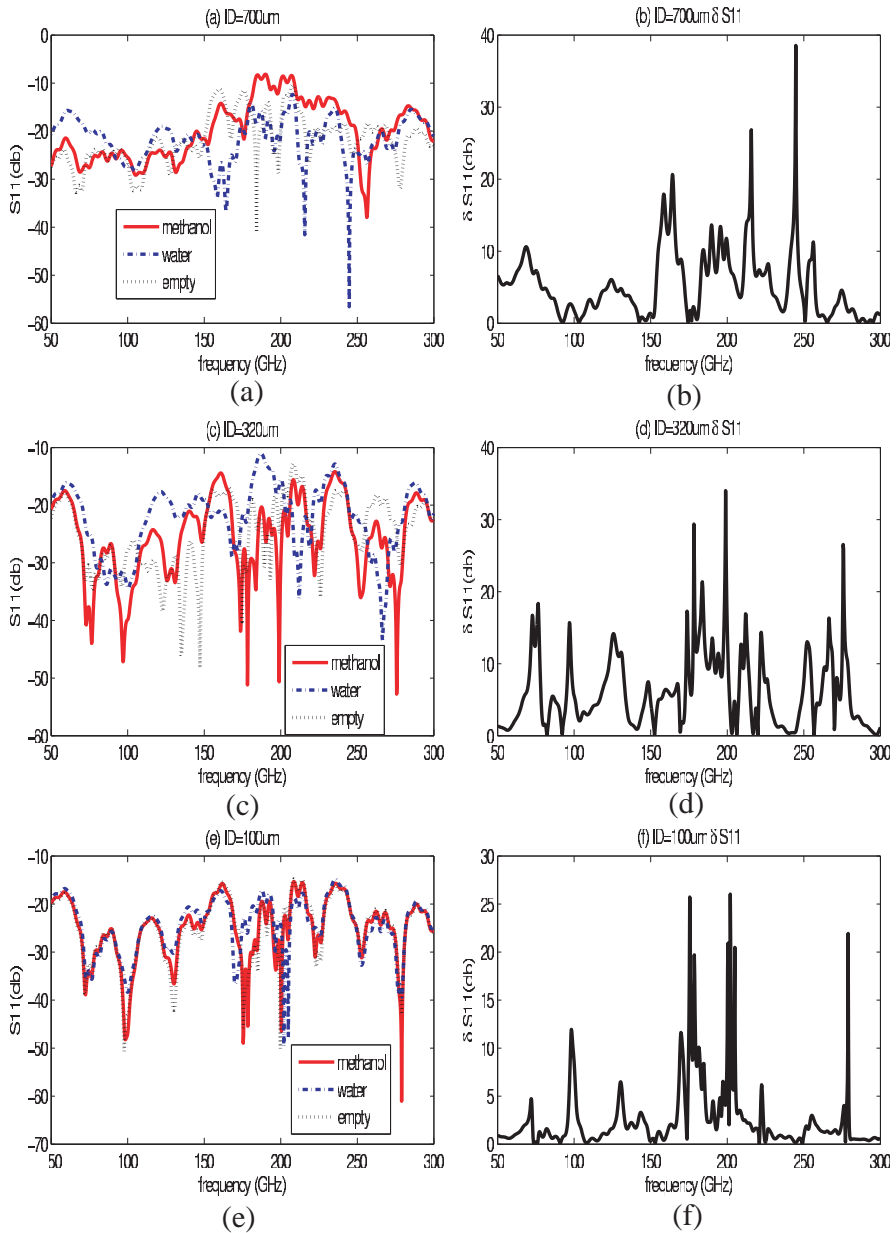 (a) ID=700um
0
−10
−20
−30
−40
−50
−60
S11(db)
methanol
water
empty
50 100 150 200 250 300
frequency (GHz)
(a)
(b) ID=700um δ S11
40
30
20
10
0
δ S11(db)
50 100 150 200 250 300
frequency (GHz)
(b)
(c) ID=320um
−10
−20
−30
−40
−50
−60
S11(db)
methanol
water
empty
50 100 150 200 250 300
frequency (GHz)
(c)
(d) ID=320um δ S11
40
30
20
10
0
δ S11(db)
50 100 150 200 250 300
frequency (GHz)
(d)
(e) ID=100um
−10
−20
−30
−40
−50
−60
−70
S11(db)
methanol
water
empty
50 100 150 200 250 300
frequency (GHz)
(e)
(f) ID=100um δ S11
30
25
20
15
10
5
0
δ S11(db)
50 100 150 200 250 300
frequency (GHz)
(f)